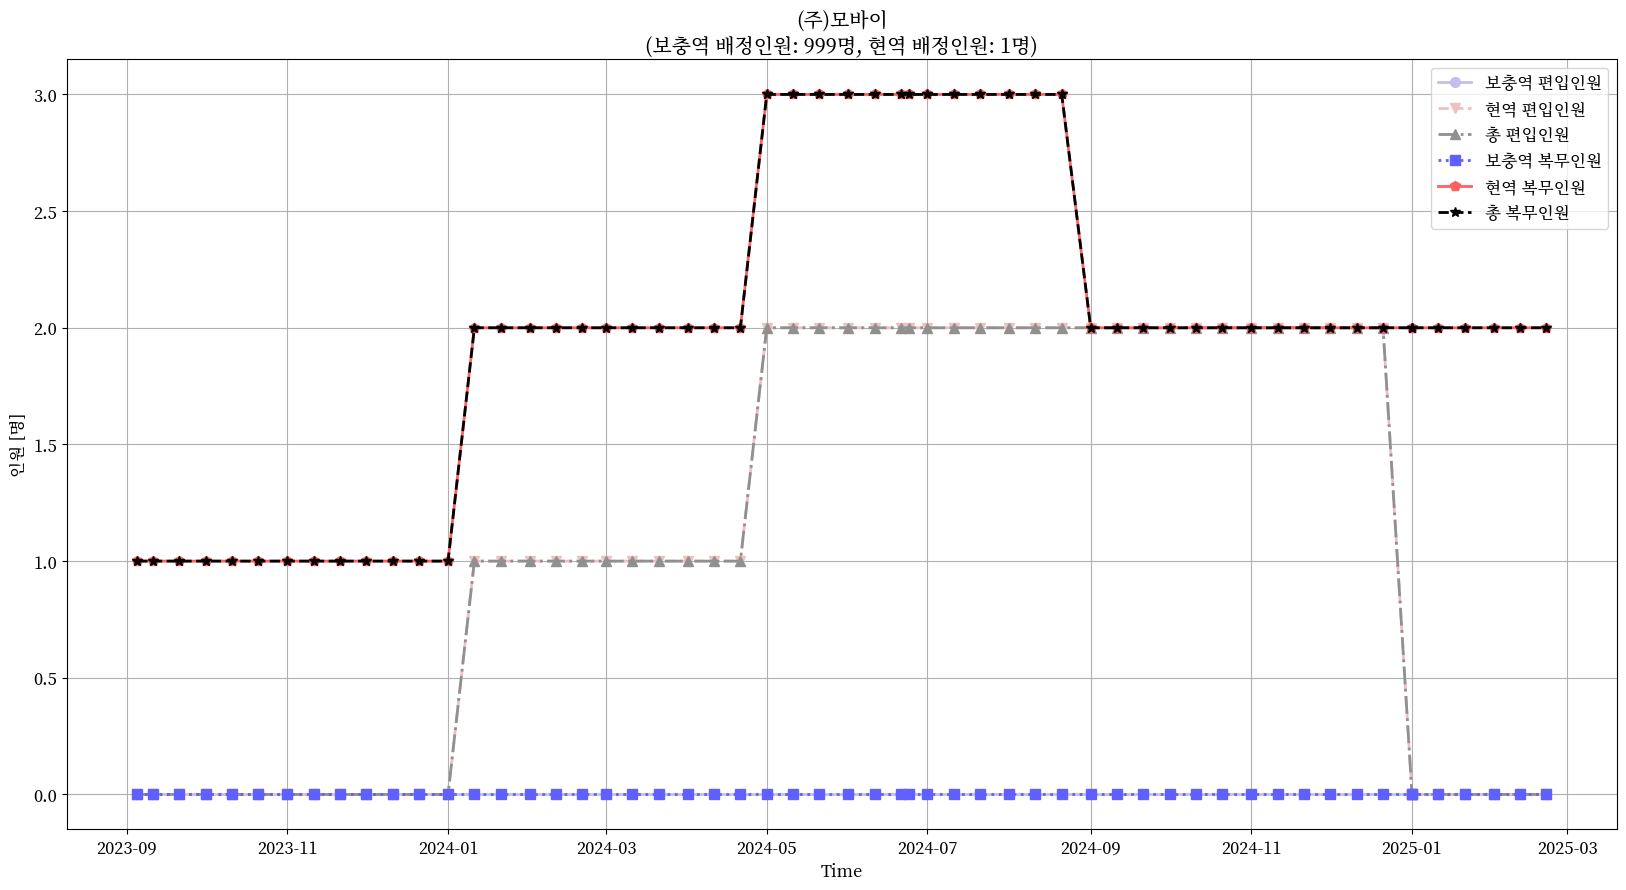 (주)모바이
(보충역 배정인원: 999명, 현역 배정인원: 1명)
보충역 편입인원
현역 편입인원
총 편입인원
보충역 복무인원
현역 복무인원
총 복무인원
인원 [명]
3.0
2.5
2.0
1.5
1.0
0.5
0.0
2023-09 2023-11 2024-01 2024-03 2024-05 2024-07 2024-09 2024-11 2025-01 2025-03
Time